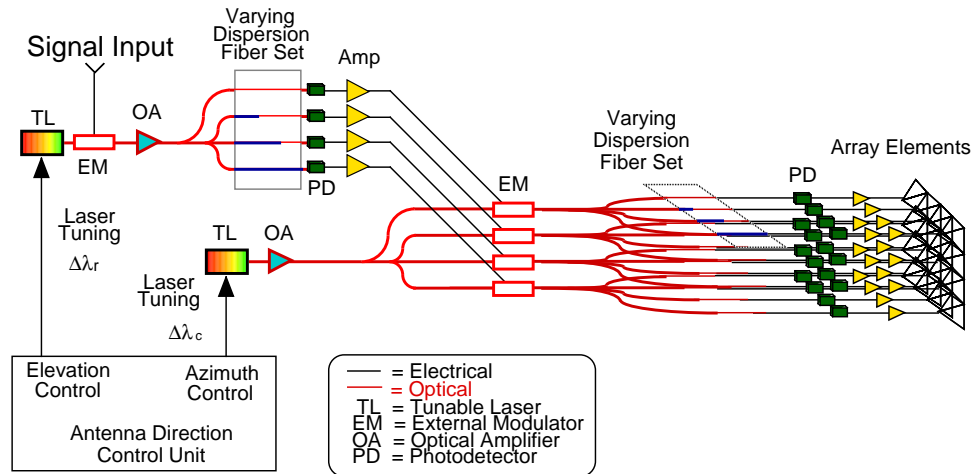 Varying
Dispersion
Fiber Set
Signal Input
Amp
TL
OA
EM
PD
Varying
Dispersion
Fiber Set
Array Elements
PD
EM
Laser
Tuning
Δλr
TL
OA
Laser
Tuning
Δλc
Elevation
Control
Azimuth
Control
Antenna Direction
Control Unit
= Electrical
= Optical
TL = Tunable Laser
EM = External Modulator
OA = Optical Amplifier
PD = Photodetector